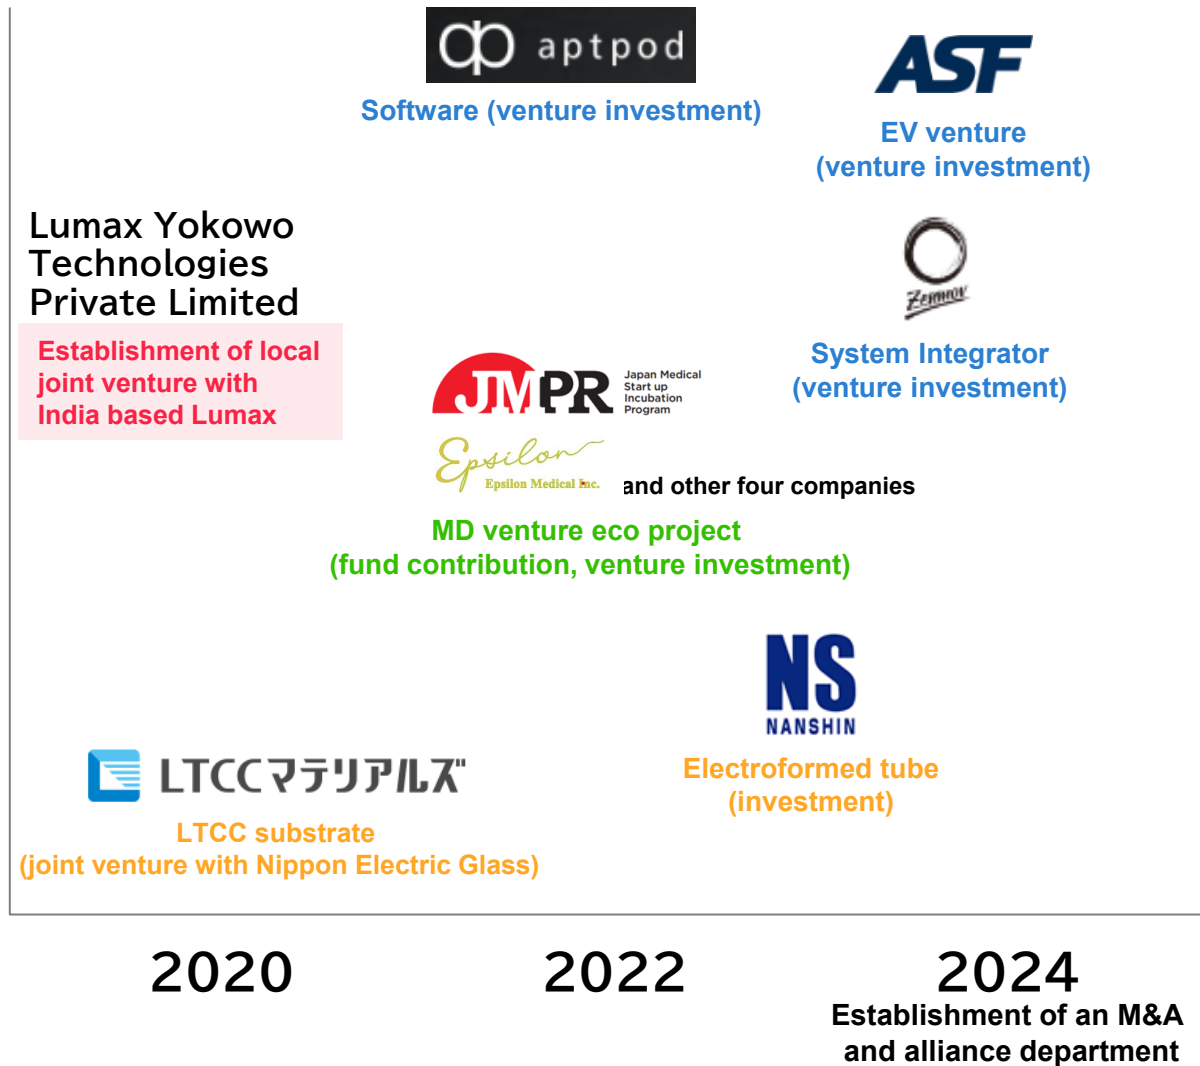 aptpod
Software (venture investment)
ASF
EV venture
(venture investment)
Lumax Yokowo
Technologies
Private Limited
Establishment of local
joint venture with
India based Lumax
Zenmov
System Integrator
(venture investment)
JMPR
Japan Medical
Start up
Incubation
Program
Epsilon
Epsilon Medical Inc.
and other four companies
MD venture eco project
(fund contribution, venture investment)
NS
NANSHIN
Electroformed tube
(investment)
LTCCマテリアルズ
LTCC substrate
(joint venture with Nippon Electric Glass)
2020
2022
2024
Establishment of an M&A
and alliance department